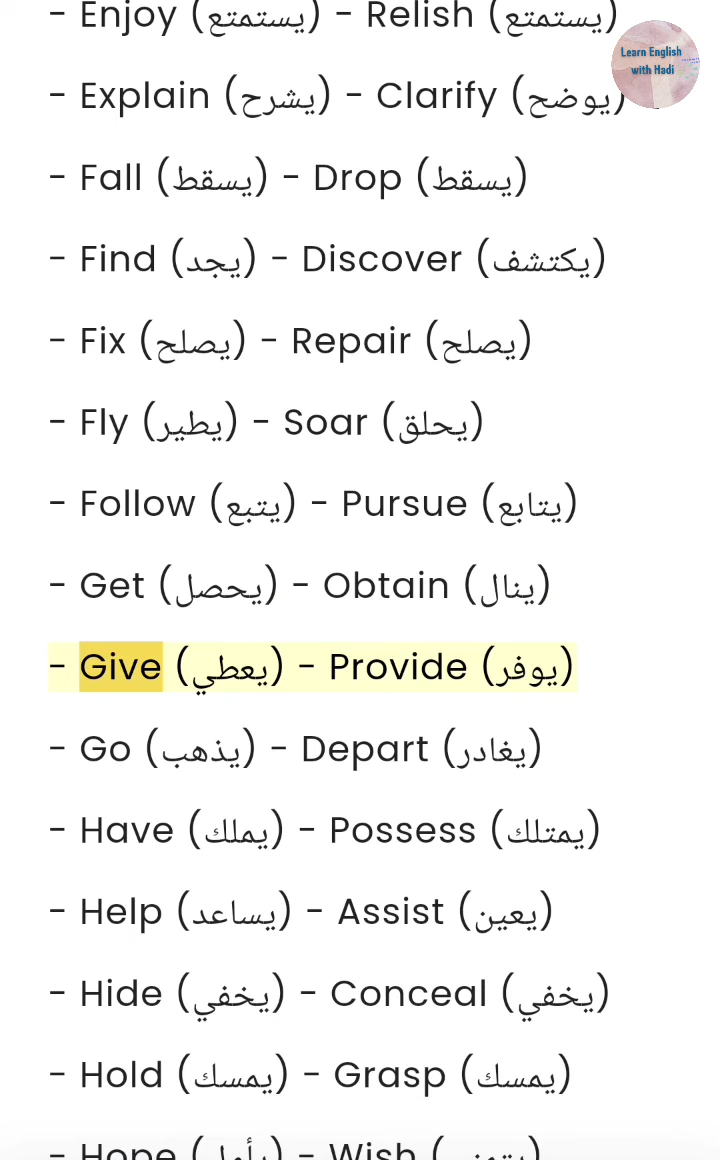 - Enjoy (يستمتع) - Relish (يستمتع)
Learn English
with Hadi
- Explain (يشرح) - Clarify (يوضح)
- Fall (يسقط) - Drop (يسقط)
- Find (يجد) - Discover (يكتشف)
- Fix (يصلح) - Repair (يصلح)
- Fly (يطير) - Soar (يحلق)
- Follow (يتبع) - Pursue (يتابع)
- Get (يحصل) - Obtain (ينال)
- Give (يعطي) - Provide (يوفر)
- Go (يذهب) - Depart (يغادر)
- Have (يملك) - Possess (يمتلك)
- Help (يساعد) - Assist (يعين)
- Hide (يخفي) - Conceal (يخفي)
- Hold (يمسك) - Grasp (يمسك)
- Hope (يأمل) - Wish